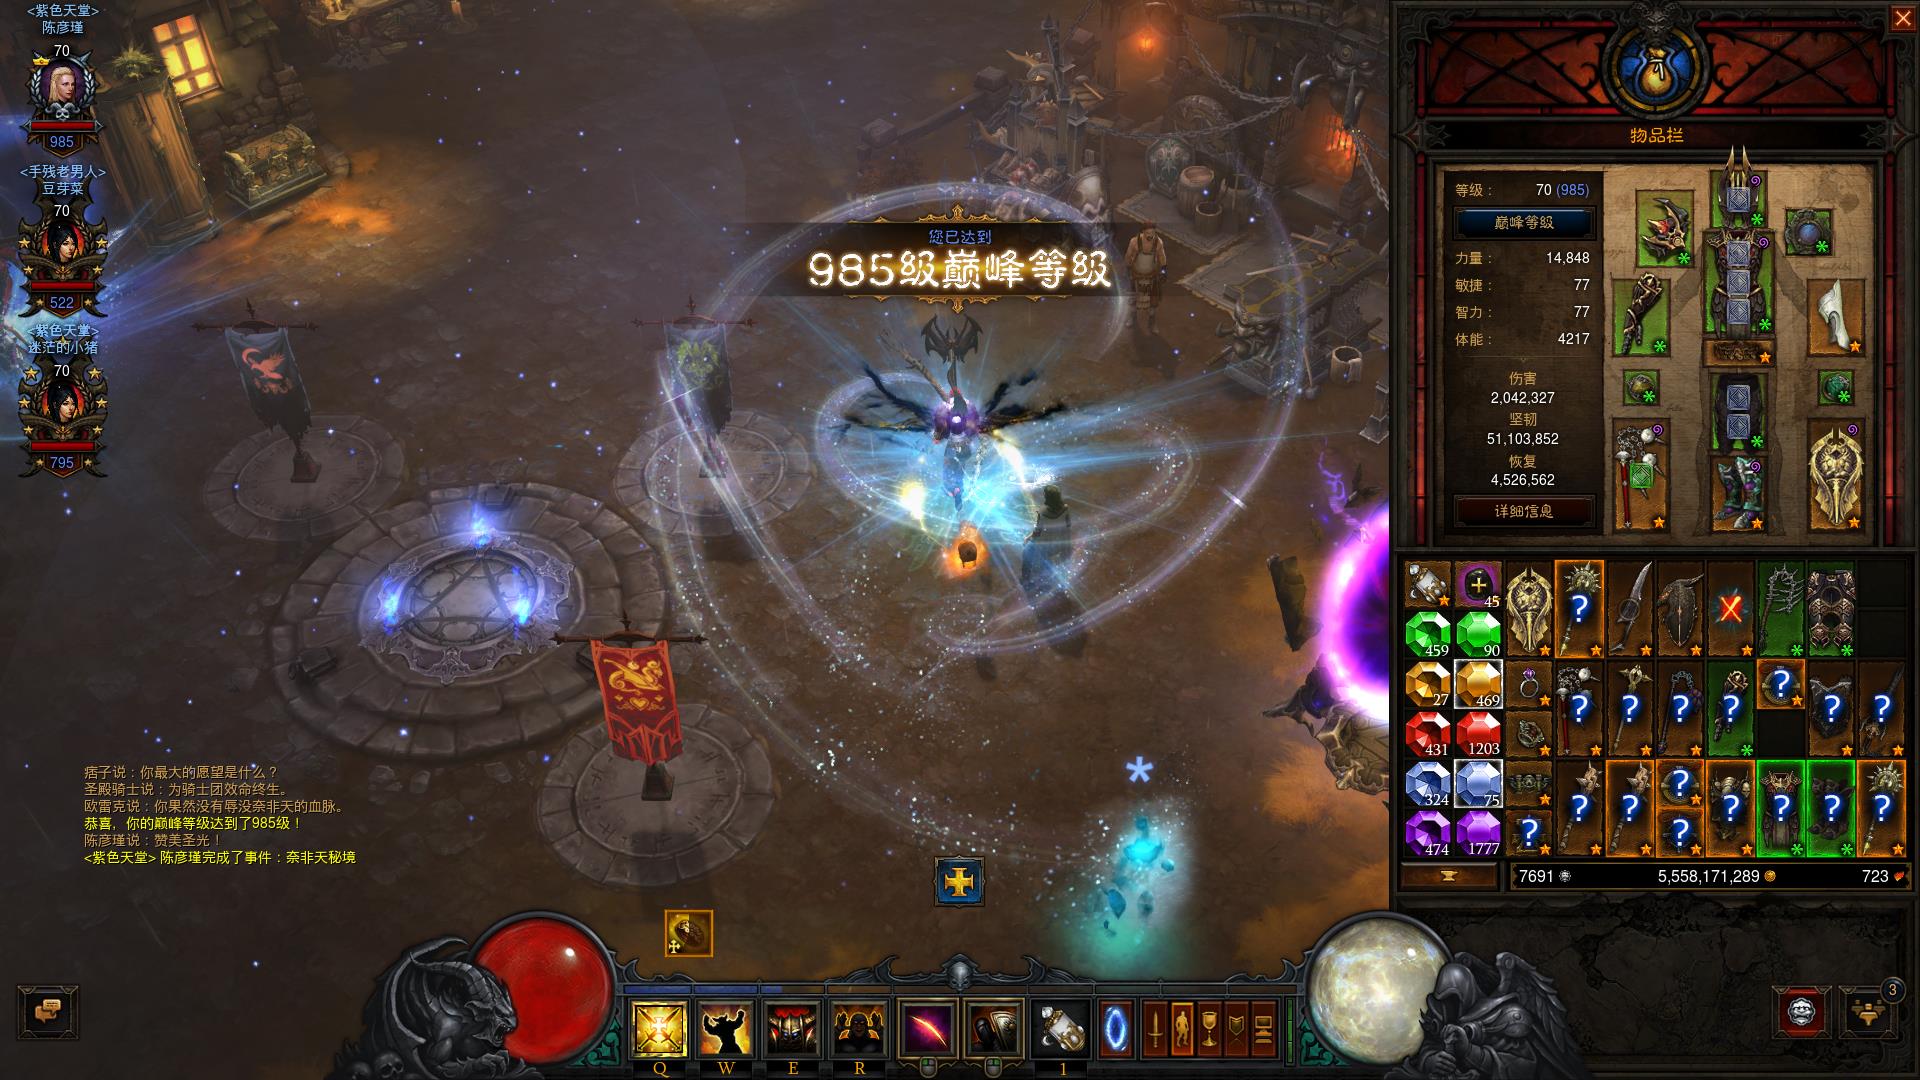 <紫色天堂>
陈彦瑾
70
985
<手残老男人>
豆芽菜
70
522
<紫色天堂>
迷茫的小猪
70
795
您已达到
985级巅峰等级
痞子说：你最大的愿望是什么？
圣殿骑士说：为骑士团效命终生。
欧雷克说：你果然没有辱没奈非天的血脉。
恭喜，你的巅峰等级达到了985级！
陈彦瑾说：赞美圣光！
<紫色天堂> 陈彦瑾完成了事件：奈非天秘境
Q W E R 1
物品栏
等级： 70 (985)
巅峰等级
力量： 14,848
敏捷： 77
智力： 77
体能： 4217
伤害
2,042,327
坚韧
51,103,852
恢复
4,526,562
详细信息
45
? 
459 90
27 469 ? ? ? ? ? ? ?
431 1203
324 75 ? ? ? ? ? ? ?
474 1777 ? ?
7691 5,558,171,289 723
3